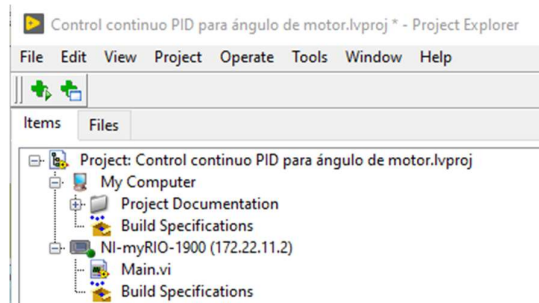 Control continuo PID para ángulo de motor.lvproj * - Project Explorer
File Edit View Project Operate Tools Window Help
Items Files
Project: Control continuo PID para ángulo de motor.lvproj
My Computer
Project Documentation
Build Specifications
NI-myRIO-1900 (172.22.11.2)
Main.vi
Build Specifications